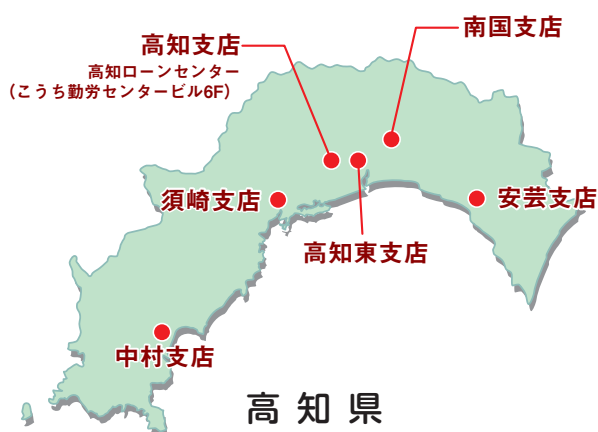 南国支店
高知支店
高知ローンセンター
(こうち勤労センタービル6F)
須崎支店
安芸支店
高知東支店
中村支店
高知県